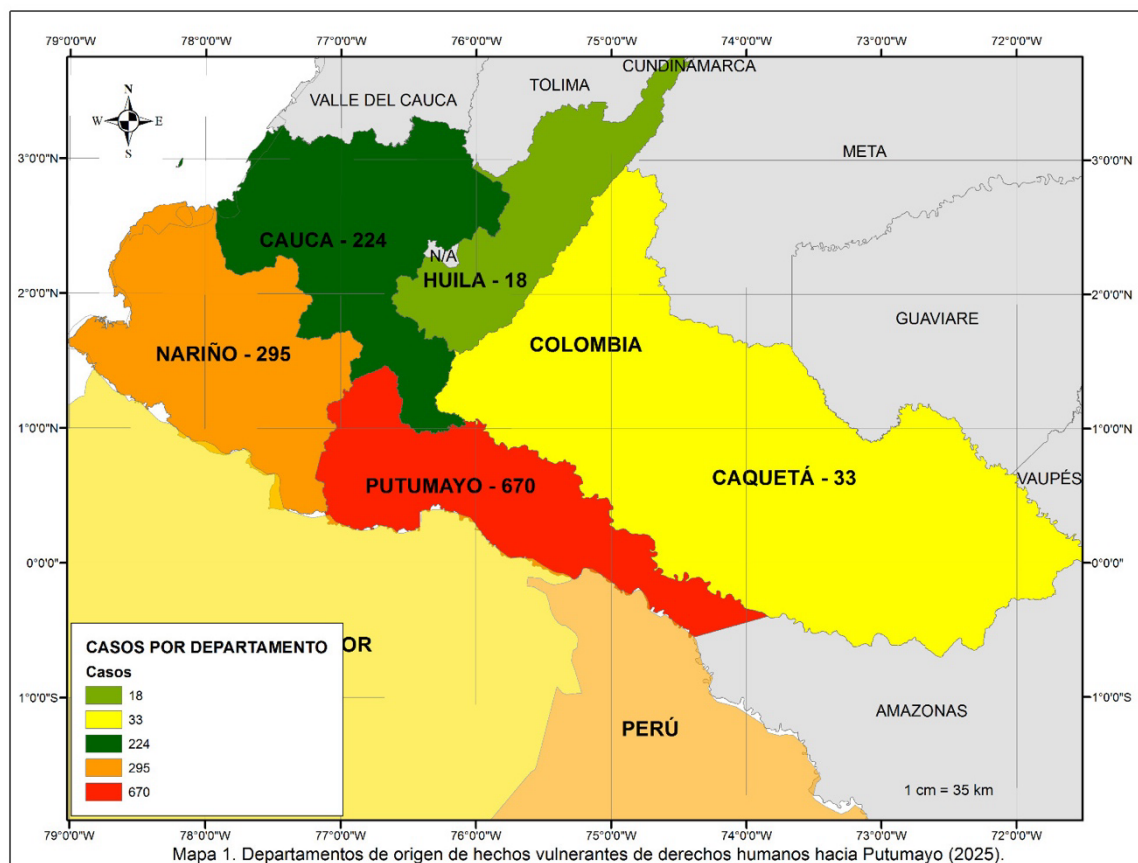 79°0'0"W 78°0'0"W 77°0'0"W 76°0'0"W 75°0'0"W 74°0'0"W 73°0'0"W 72°0'0"W
N
W E
S
CUNDINAMARCA
TOLIMA
VALLE DEL CAUCA
META
3°0'0"N 3°0'0"N
CAUCA - 224
N/A
HUILA - 18
2°0'0"N 2°0'0"N
GUAVIARE
COLOMBIA
NARIÑO - 295
1°0'0"N 1°0'0"N
CAQUETÁ - 33
VAUPÉS
PUTUMAYO - 670
0°0'0" 0°0'0"
CASOS POR DEPARTAMENTO
OR
Casos
18
33
224
295
670
1°0'0"S 1°0'0"S
AMAZONAS
PERÚ
1 cm = 35 km
79°0'0"W 78°0'0"W 77°0'0"W 76°0'0"W 75°0'0"W 74°0'0"W 73°0'0"W 72°0'0"W
Mapa 1. Departamentos de origen de hechos vulnerantes de derechos humanos hacia Putumayo (2025).